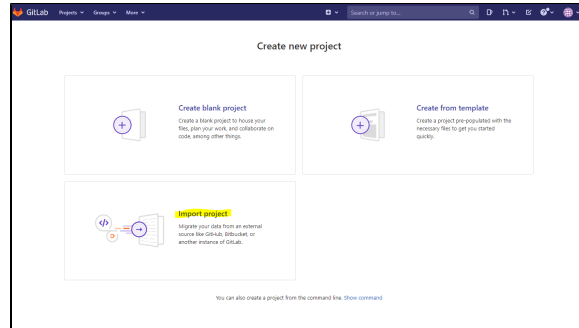 GitLab Projects Groups More Search or jump to...
Create new project
Create blank project
Create a blank project to house your
files, plan your work, and collaborate on
code, among other things.
Create from template
Create a project pre-populated with the
necessary files to get you started
quickly.
Import project
Migrate your data from an external
source like GitHub, Bitbucket, or
another instance of GitLab.
You can also create a project from the command line. Show command